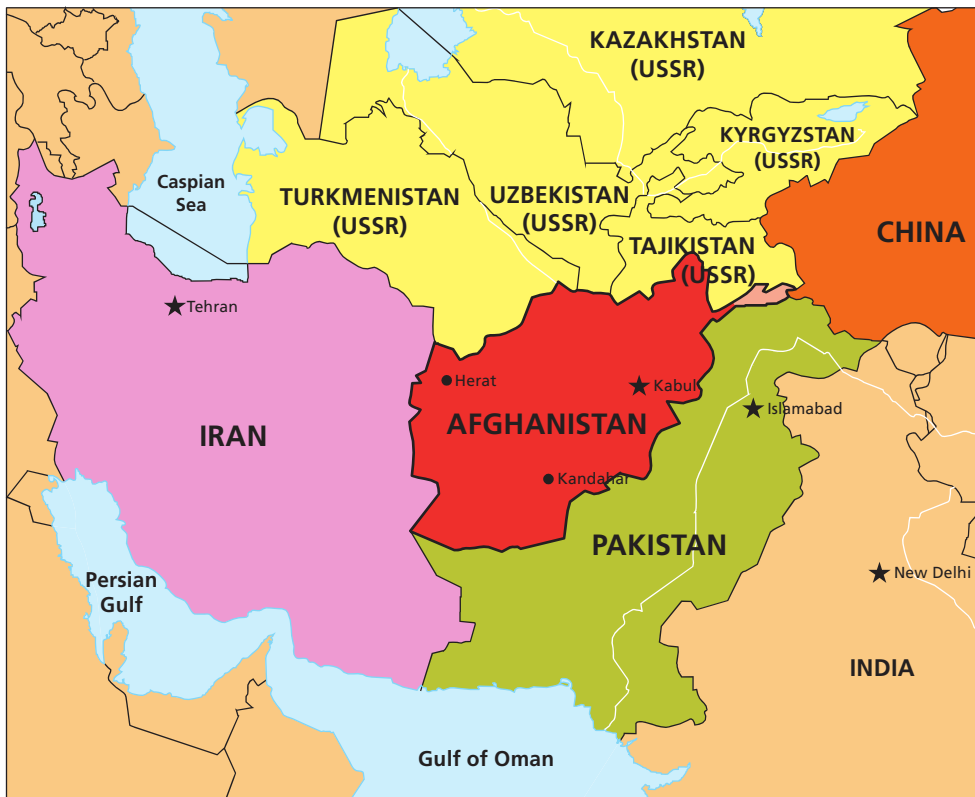 KAZAKHSTAN
(USSR)
KYRGYZSTAN
(USSR)
Caspian
Sea
TURKMENISTAN
(USSR)
UZBEKISTAN
(USSR)
TAJIKISTAN
(USSR)
CHINA
Tehran
Herat
Kabul
Islamabad
IRAN
AFGHANISTAN
Kandahar
PAKISTAN
Persian
Gulf
New Delhi
INDIA
Gulf of Oman